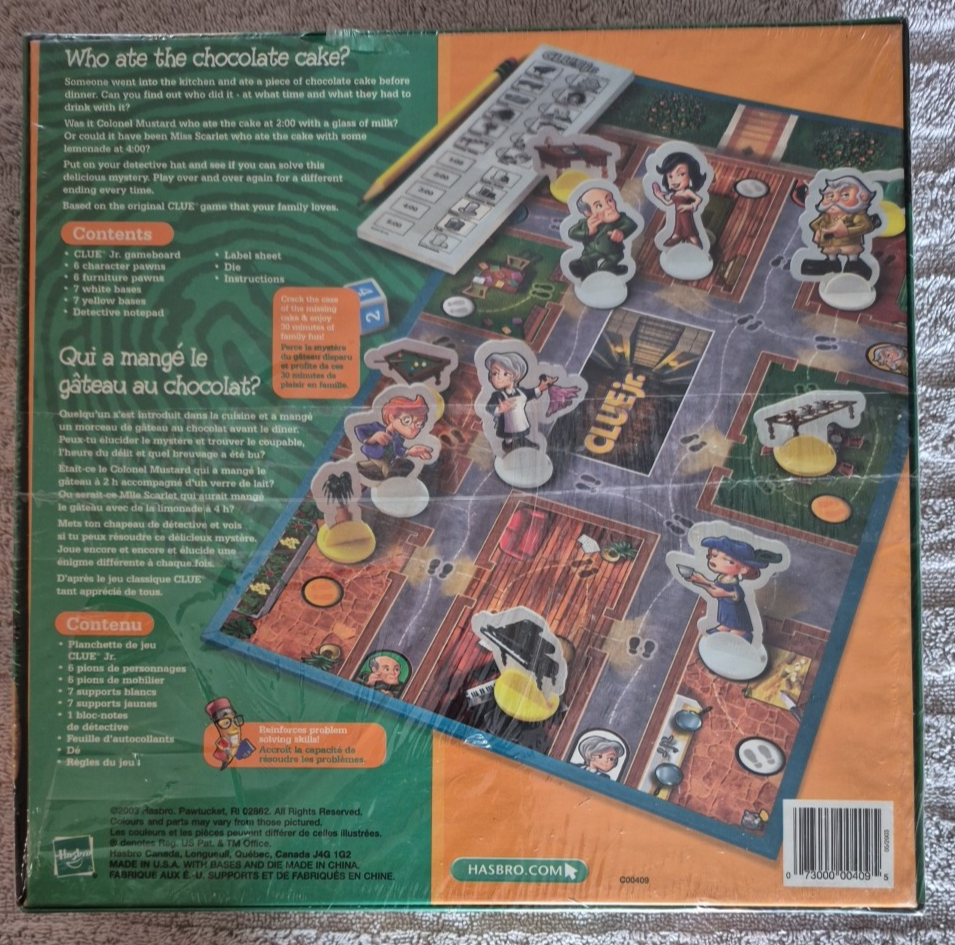 Who ate the chocolate cake?
Someone went into the kitchen and ate a piece of chocolate cake before
dinner. Can you find out who did it - at what time and what they had to
drink with it?
Was it Colonel Mustard who ate the cake at 2:00 with a glass of milk?
Or could it have been Miss Scarlet who ate the cake with some
lemonade at 4:00?
Put on your detective hat and see if you can solve this
delicious mystery. Play over and over again for a different
ending every time.
Based on the original CLUE® game that your family loves.
Contents
• CLUE® Jr. gameboard
• 6 character pawns
• 6 furniture pawns
• 7 white bases
• 7 yellow bases
• Detective notepad
• Label sheet
• Die
• Instructions
Crack the case
of the missing
cake & enjoy
30 minutes of
family fun!
Perce le mystère
du gâteau disparu
et profite de ces
30 minutes de
plaisir en famille.
Qui a mangé le
gâteau au chocolat?
Quelqu'un s'est introduit dans la cuisine et a mangé
un morceau de gâteau au chocolat avant le dîner.
Peux-tu élucider le mystère et trouver le coupable,
l'heure du délit et quel breuvage a été bu?
Était-ce le Colonel Mustard qui a mangé le
gâteau à 2 h accompagné d'un verre de lait?
Ou serait-ce Mlle Scarlet qui aurait mangé
le gâteau avec de la limonade à 4 h?
Mets ton chapeau de détective et vois
si tu peux résoudre ce délicieux mystère.
Joue encore et encore et élucide une
énigme différente à chaque fois.
D'après le jeu classique CLUE®
tant apprécié de tous.
Contenu
• Planchette de jeu
CLUE® Jr.
• 6 pions de personnages
• 6 pions de mobilier
• 7 supports blancs
• 7 supports jaunes
• 1 bloc-notes
de détective
• Feuille d'autocollants
• Dé
• Règles du jeu
Reinforces problem
solving skills!
Accroît la capacité de
résoudre les problèmes.
©2003 Hasbro. Pawtucket, RI 02862. All Rights Reserved.
Colours and parts may vary from those pictured.
Les couleurs et les pièces peuvent différer de celles illustrées.
® denotes Reg. US Pat. & TM Office.
Hasbro Canada, Longueuil, Québec, Canada J4G 1G2
MADE IN U.S.A. WITH BASES AND DIE MADE IN CHINA.
FABRIQUÉ AUX É.-U. SUPPORTS ET DÉ FABRIQUÉS EN CHINE.
Hasbro
HASBRO.COM
C00409
0 73000 00409 5
CLUEjr.
2
4